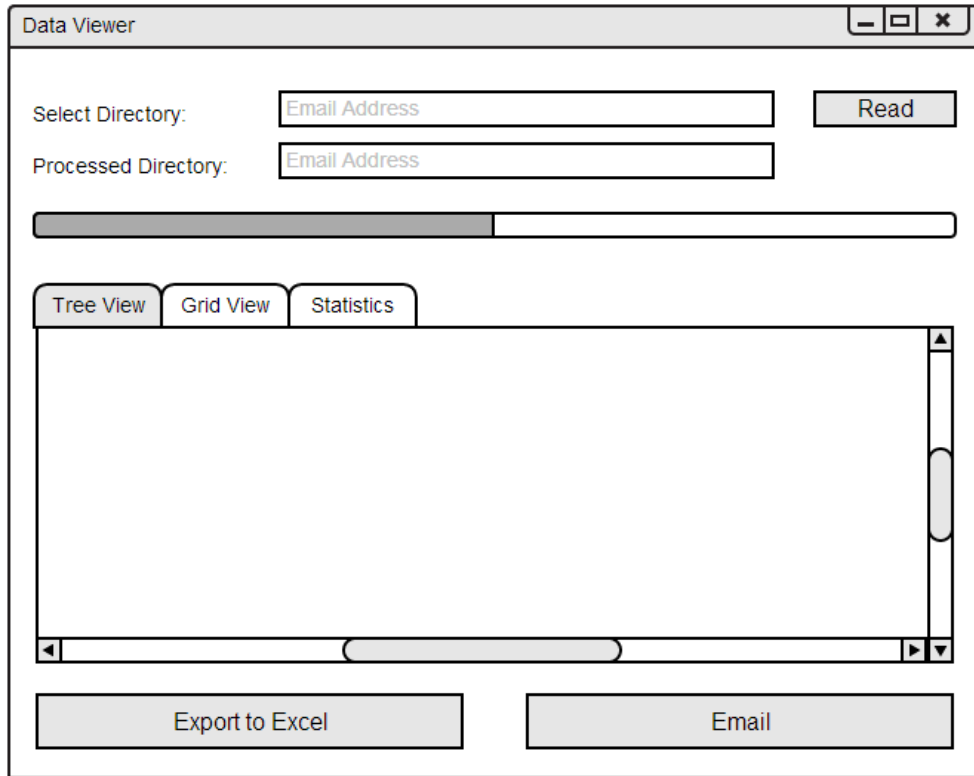 Data Viewer
Select Directory: Email Address Read
Processed Directory: Email Address
Tree View Grid View Statistics
Export to Excel Email